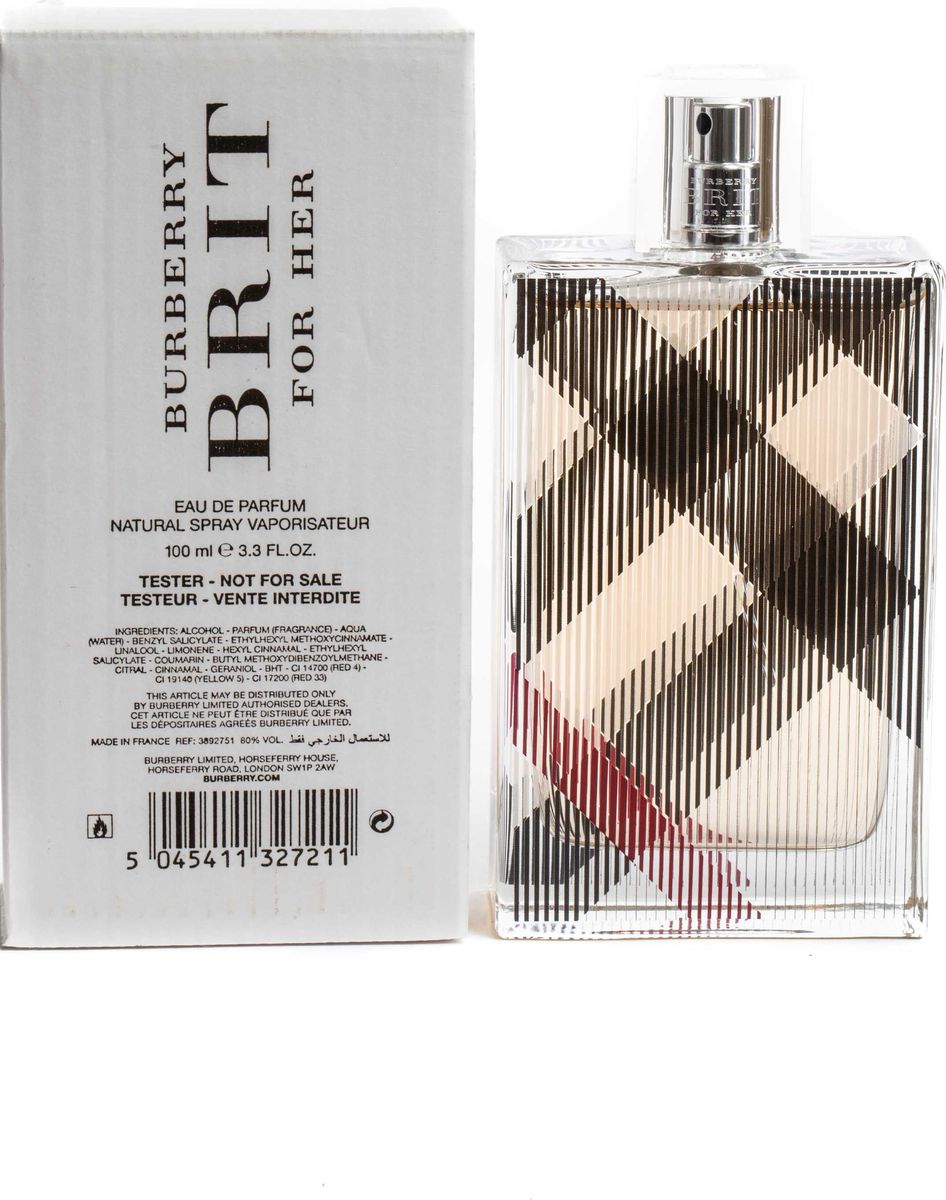 BURBERRY
BRIT
FOR HER
EAU DE PARFUM
NATURAL SPRAY VAPORISATEUR
100 ml ℮ 3.3 FL.OZ.
TESTER - NOT FOR SALE
TESTEUR - VENTE INTERDITE
INGREDIENTS: ALCOHOL - PARFUM (FRAGRANCE) - AQUA
(WATER) - BENZYL SALICYLATE - ETHYLHEXYL METHOXYCINNAMATE -
LINALOOL - LIMONENE - HEXYL CINNAMAL - ETHYLHEXYL
SALICYLATE - COUMARIN - BUTYL METHOXYDIBENZOYLMETHANE -
CITRAL - CINNAMAL - GERANIOL - BHT - CI 14700 (RED 4) -
CI 19140 (YELLOW 5) - CI 17200 (RED 33)
THIS ARTICLE MAY BE DISTRIBUTED ONLY
BY BURBERRY LIMITED AUTHORISED DEALERS.
CET ARTICLE NE PEUT ÊTRE DISTRIBUÉ QUE PAR
LES DÉPOSITAIRES AGREÉS BURBERRY LIMITED.
MADE IN FRANCE REF: 3892751 80% VOL. للاستعمال الخارجي فقط
BURBERRY LIMITED, HORSEFERRY HOUSE,
HORSEFERRY ROAD, LONDON SW1P 2AW
BURBERRY.COM
5 045411 327211
BURBERRY
BRIT
FOR HER